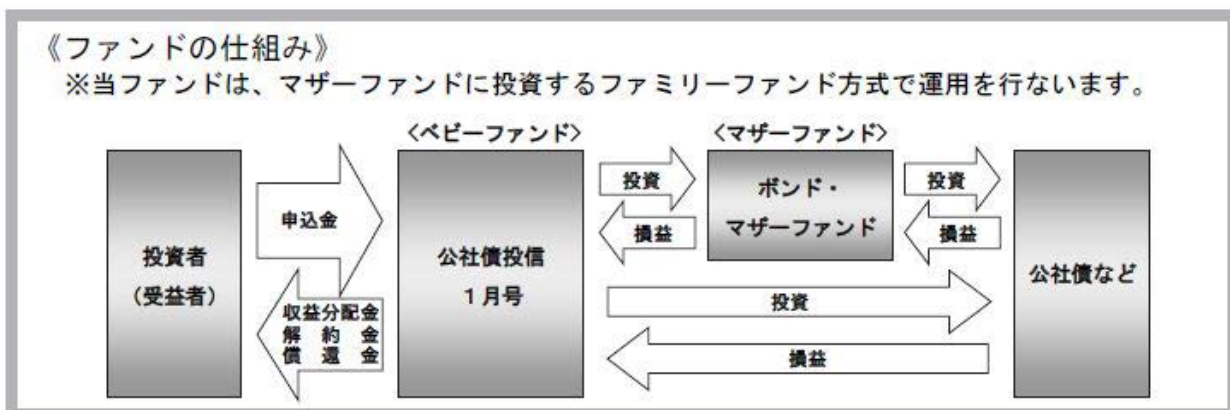 《ファンドの仕組み》
※当ファンドは、マザーファンドに投資するファミリーファンド方式で運用を行ないます。
〈ベビーファンド〉
〈マザーファンド〉
投資者
（受益者）
申込金
収益分配金
解約金
償還金
公社債投信
1月号
投資
損益
ボンド・
マザーファンド
投資
損益
投資
損益
公社債など